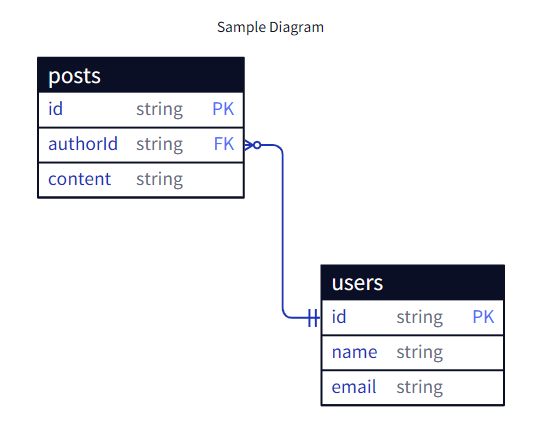 Sample Diagram
posts
id string PK
authorId string FK
content string
users
id string PK
name string
email string